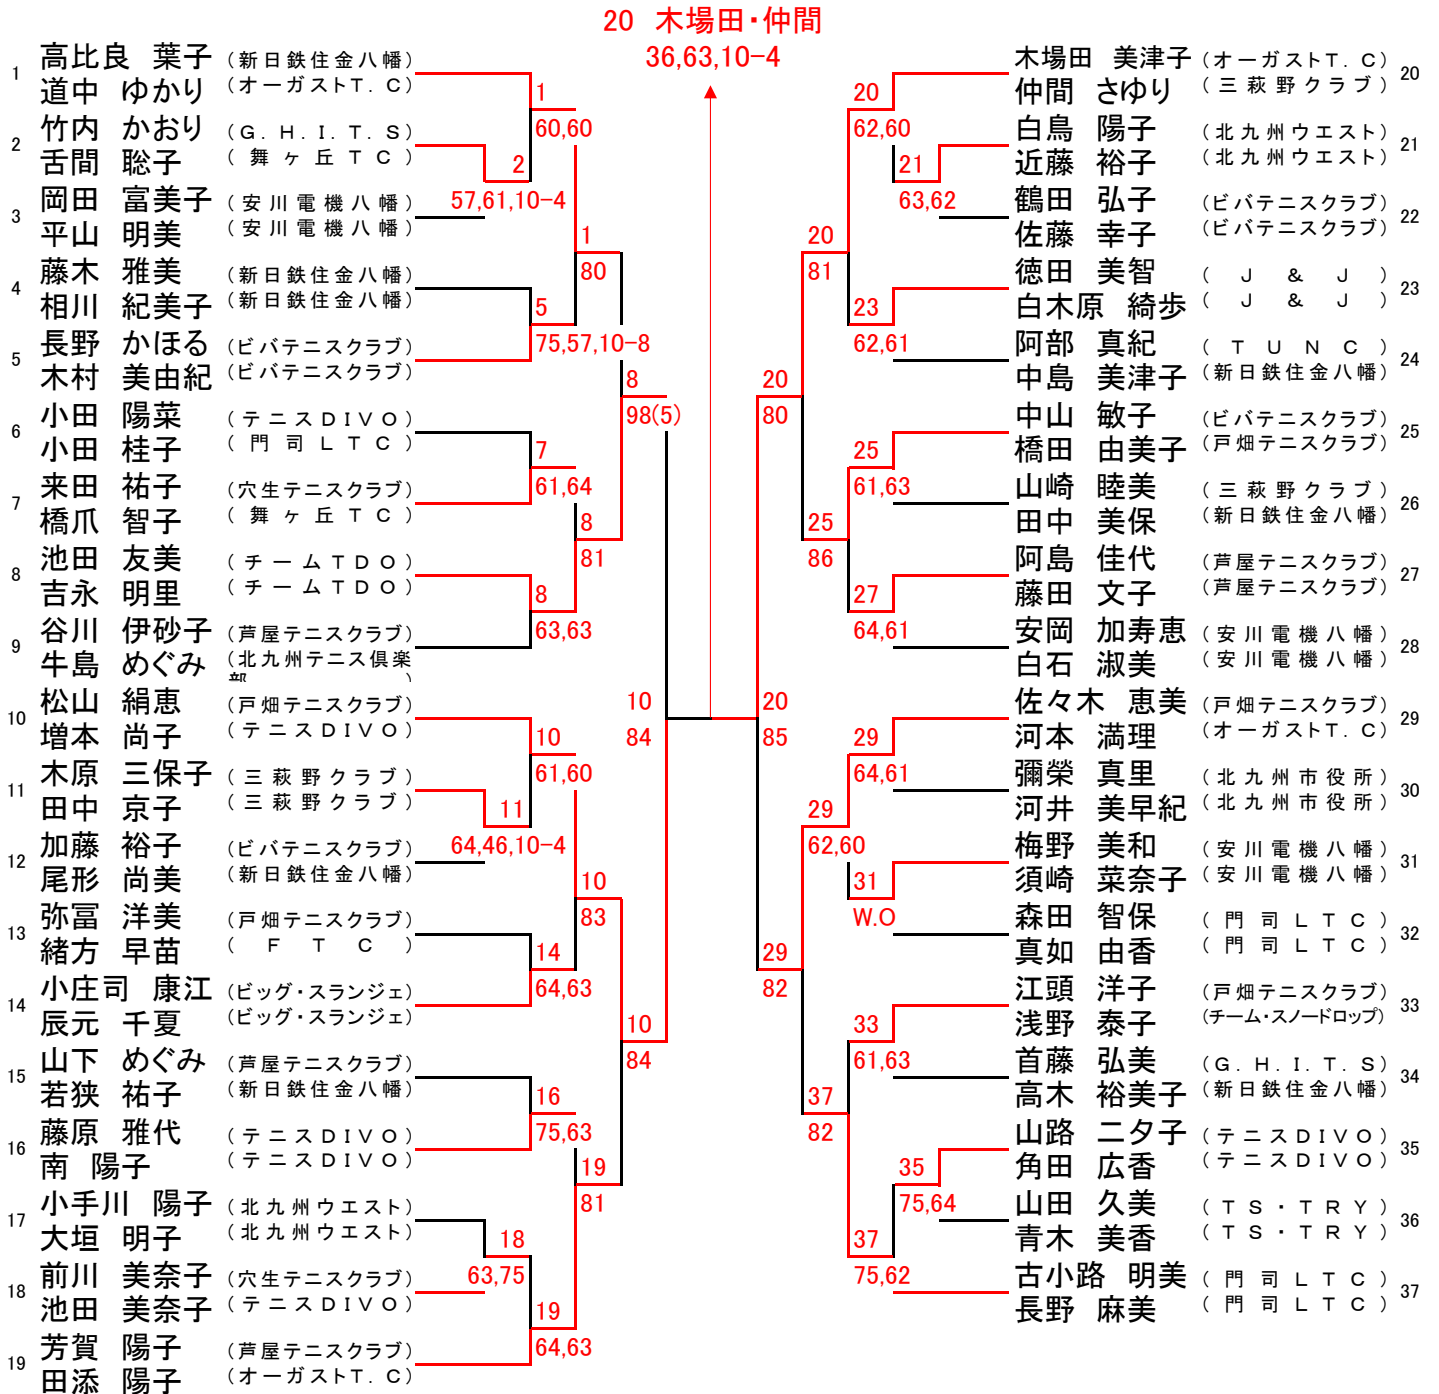 20 木場田・仲間
36,63,10-4
1 高比良 葉子 (新日鉄住金八幡)
道中 ゆかり (オーガストT.C)
2 竹内 かおり (G.H.I.T.S)
舌間 聡子 (舞ヶ丘TC)
3 岡田 富美子 (安川電機八幡)
平山 明美 (安川電機八幡)
4 藤木 雅美 (新日鉄住金八幡)
相川 紀美子 (新日鉄住金八幡)
5 長野 かほる (ビバテニスクラブ)
木村 美由紀 (ビバテニスクラブ)
6 小田 陽菜 (テニスDIVO)
小田 桂子 (門司LTC)
7 来田 祐子 (穴生テニスクラブ)
橋爪 智子 (舞ヶ丘TC)
8 池田 友美 (チームTDO)
吉永 明里 (チームTDO)
9 谷川 伊砂子 (芦屋テニスクラブ)
牛島 めぐみ (北九州テニス倶楽
部 )
10 松山 絹恵 (戸畑テニスクラブ)
増本 尚子 (テニスDIVO)
11 木原 三保子 (三萩野クラブ)
田中 京子 (三萩野クラブ)
12 加藤 裕子 (ビバテニスクラブ)
尾形 尚美 (新日鉄住金八幡)
13 弥冨 洋美 (戸畑テニスクラブ)
緒方 早苗 (FTC)
14 小庄司 康江 (ビッグ・スランジェ)
辰元 千夏 (ビッグ・スランジェ)
15 山下 めぐみ (芦屋テニスクラブ)
若狭 祐子 (新日鉄住金八幡)
16 藤原 雅代 (テニスDIVO)
南 陽子 (テニスDIVO)
17 小手川 陽子 (北九州ウエスト)
大垣 明子 (北九州ウエスト)
18 前川 美奈子 (穴生テニスクラブ)
池田 美奈子 (テニスDIVO)
19 芳賀 陽子 (芦屋テニスクラブ)
田添 陽子 (オーガストT.C)
1
60,60
2
57,61,10-4
1
80
5
75,57,10-8
8
98(5)
7
61,64
8
81
8
63,63
10
84
10
61,60
11
64,46,10-4
10
83
14
64,63
10
84
16
75,63
19
81
18
63,75
19
64,63
20
62,60
21
63,62
20
81
23
62,61
20
80
25
61,63
25
86
27
64,61
20
85
29
64,61
29
62,60
31
W.O
29
82
33
61,63
37
82
35
75,64
37
75,62
木場田 美津子 (オーガストT.C) 20
仲間 さゆり (三萩野クラブ)
白鳥 陽子 (北九州ウエスト) 21
近藤 裕子 (北九州ウエスト)
鶴田 弘子 (ビバテニスクラブ) 22
佐藤 幸子 (ビバテニスクラブ)
徳田 美智 (J&J) 23
白木原 綺歩 (J&J)
阿部 真紀 (TUNC) 24
中島 美津子 (新日鉄住金八幡)
中山 敏子 (ビバテニスクラブ) 25
橋田 由美子 (戸畑テニスクラブ)
山崎 睦美 (三萩野クラブ) 26
田中 美保 (新日鉄住金八幡)
阿島 佳代 (芦屋テニスクラブ) 27
藤田 文子 (芦屋テニスクラブ)
安岡 加寿恵 (安川電機八幡) 28
白石 淑美 (安川電機八幡)
佐々木 恵美 (戸畑テニスクラブ) 29
河本 満理 (オーガストT.C)
彌榮 真里 (北九州市役所) 30
河井 美早紀 (北九州市役所)
梅野 美和 (安川電機八幡) 31
須崎 菜奈子 (安川電機八幡)
森田 智保 (門司LTC) 32
真如 由香 (門司LTC)
江頭 洋子 (戸畑テニスクラブ) 33
浅野 泰子 (チーム・スノードロップ)
首藤 弘美 (G.H.I.T.S) 34
高木 裕美子 (新日鉄住金八幡)
山路 二夕子 (テニスDIVO) 35
角田 広香 (テニスDIVO)
山田 久美 (TS・TRY) 36
青木 美香 (TS・TRY)
古小路 明美 (門司LTC) 37
長野 麻美 (門司LTC)